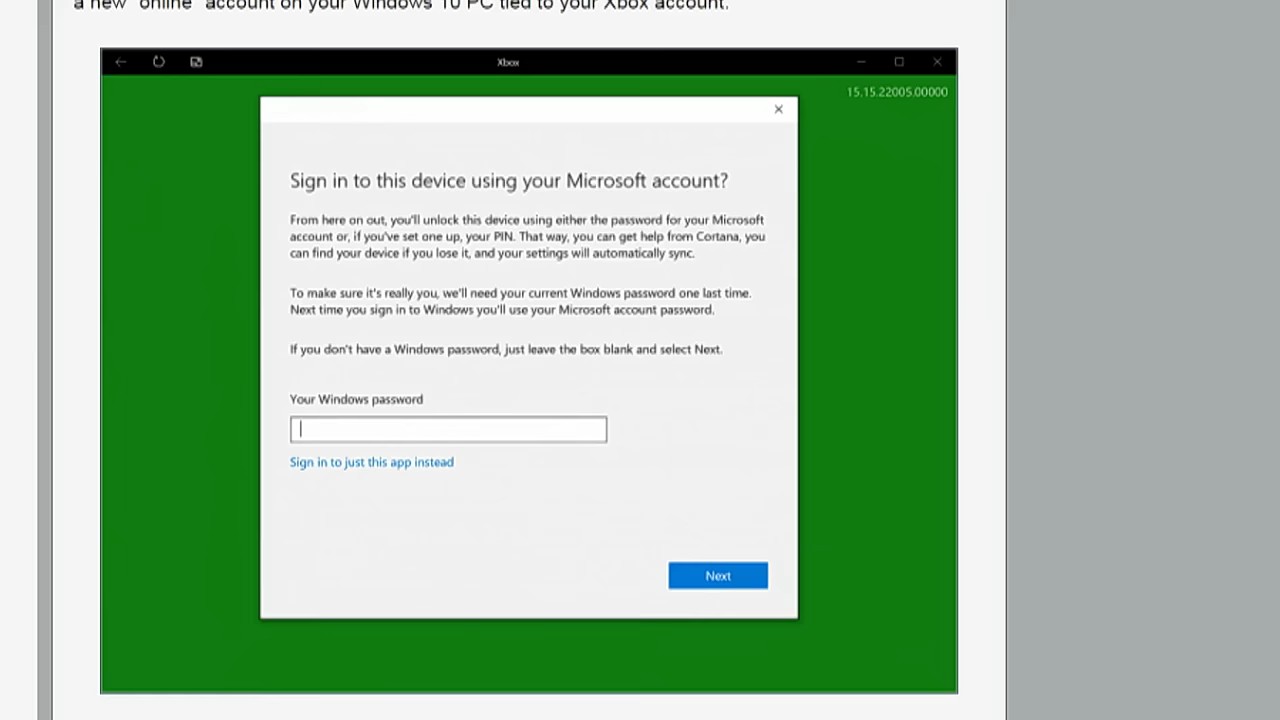 a new "online" account on your Windows 10 PC tied to your Xbox account.
Xbox
15.15.22005.00000
Sign in to this device using your Microsoft account?
From here on out, you'll unlock this device using either the password for your Microsoft
account or, if you've set one up, your PIN. That way, you can get help from Cortana, you
can find your device if you lose it, and your settings will automatically sync.
To make sure it's really you, we'll need your current Windows password one last time.
Next time you sign in to Windows you'll use your Microsoft account password.
If you don't have a Windows password, just leave the box blank and select Next.
Your Windows password
Sign in to just this app instead
Next